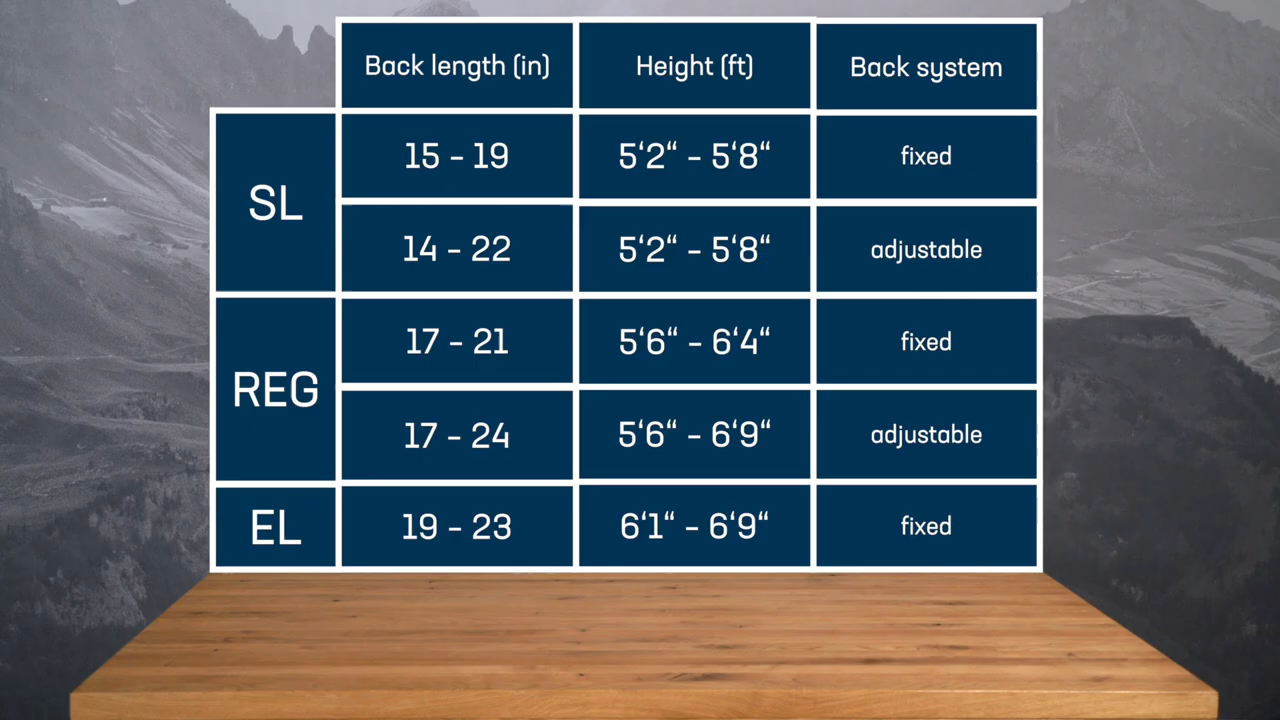 Back length (in) Height (ft) Back system
SL
15 - 19 5‘2“ - 5‘8“ fixed
14 - 22 5‘2“ - 5‘8“ adjustable
REG
17 - 21 5‘6“ - 6‘4“ fixed
17 - 24 5‘6“ - 6‘9“ adjustable
EL 19 - 23 6‘1“ - 6‘9“ fixed